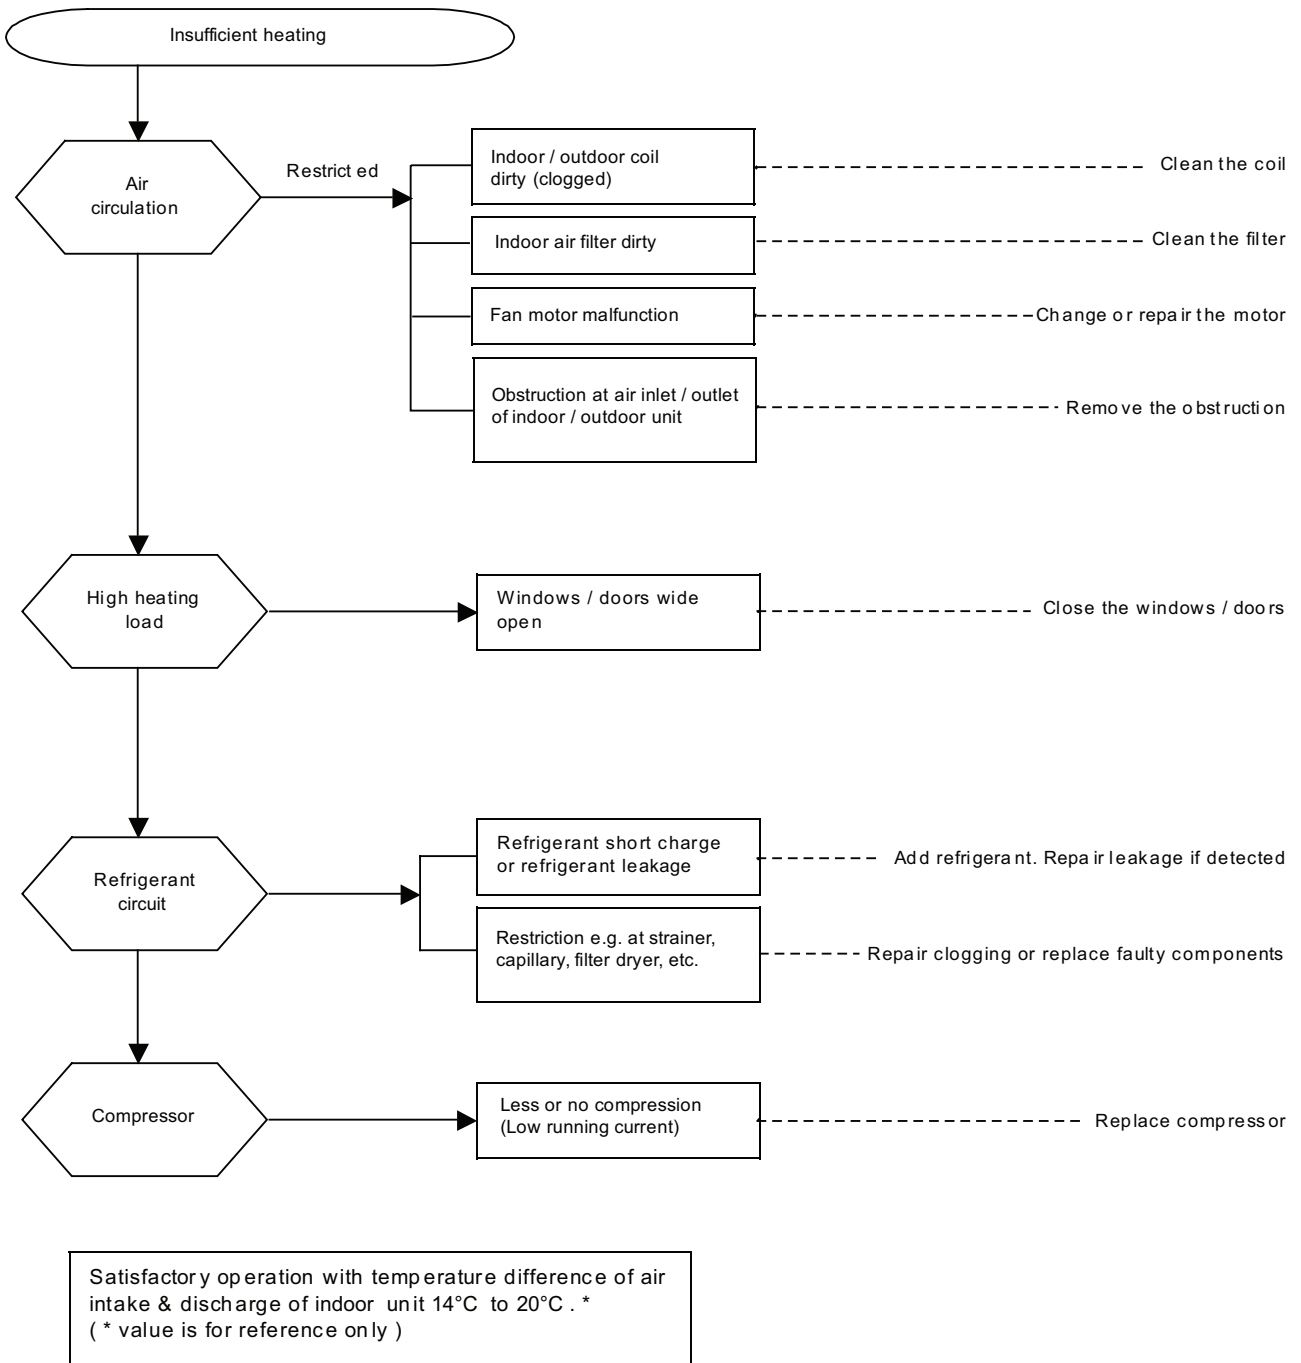 Insufficient heating
Air
circulation
Restricted
Indoor / outdoor coil
dirty (clogged)
Clean the coil
Indoor air filter dirty
Clean the filter
Fan motor malfunction
Change or repair the motor
Obstruction at air inlet / outlet
of indoor / outdoor unit
Remove the obstruction
High heating
load
Windows / doors wide
open
Close the windows / doors
Refrigerant
circuit
Refrigerant short charge
or refrigerant leakage
Add refrigerant. Repair leakage if detected
Restriction e.g. at strainer,
capillary, filter dryer, etc.
Repair clogging or replace faulty components
Compressor
Less or no compression
(Low running current)
Replace compressor
Satisfactory operation with temperature difference of air
intake & discharge of indoor unit 14°C to 20°C . *
( * value is for reference only )